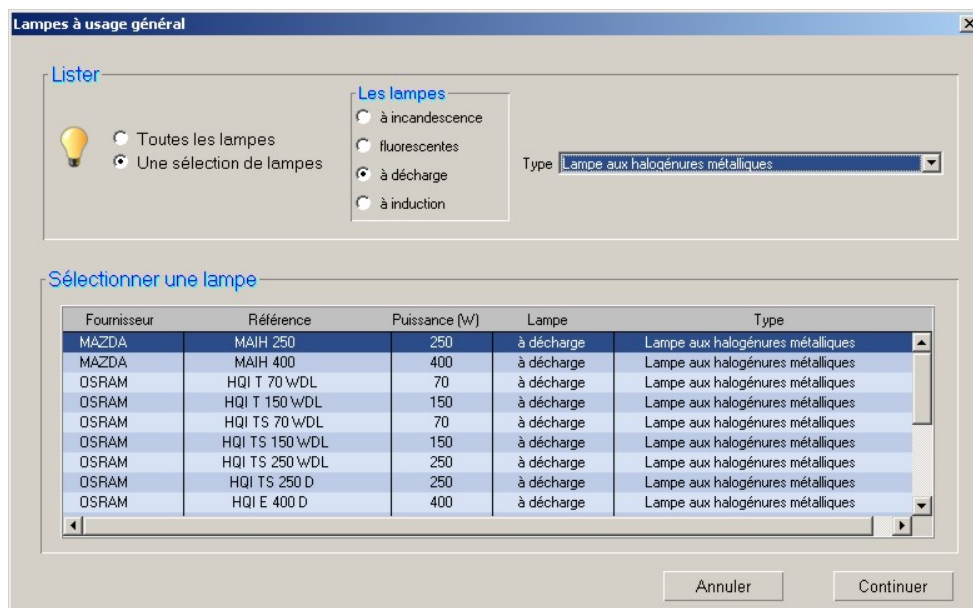 Lampes à usage général
Lister
Toutes les lampes
Une sélection de lampes
Les lampes
à incandescence
fluorescentes
à décharge
à induction
Type Lampe aux halogénures métalliques
Sélectionner une lampe
Fournisseur Référence Puissance (W) Lampe Type
MAZDA MAIH 250 250 à décharge Lampe aux halogénures métalliques
MAZDA MAIH 400 400 à décharge Lampe aux halogénures métalliques
OSRAM HQI T 70 WDL 70 à décharge Lampe aux halogénures métalliques
OSRAM HQI T 150 WDL 150 à décharge Lampe aux halogénures métalliques
OSRAM HQI TS 70 WDL 70 à décharge Lampe aux halogénures métalliques
OSRAM HQI TS 150 WDL 150 à décharge Lampe aux halogénures métalliques
OSRAM HQI TS 250 WDL 250 à décharge Lampe aux halogénures métalliques
OSRAM HQI TS 250 D 250 à décharge Lampe aux halogénures métalliques
OSRAM HQI E 400 D 400 à décharge Lampe aux halogénures métalliques
Annuler Continuer